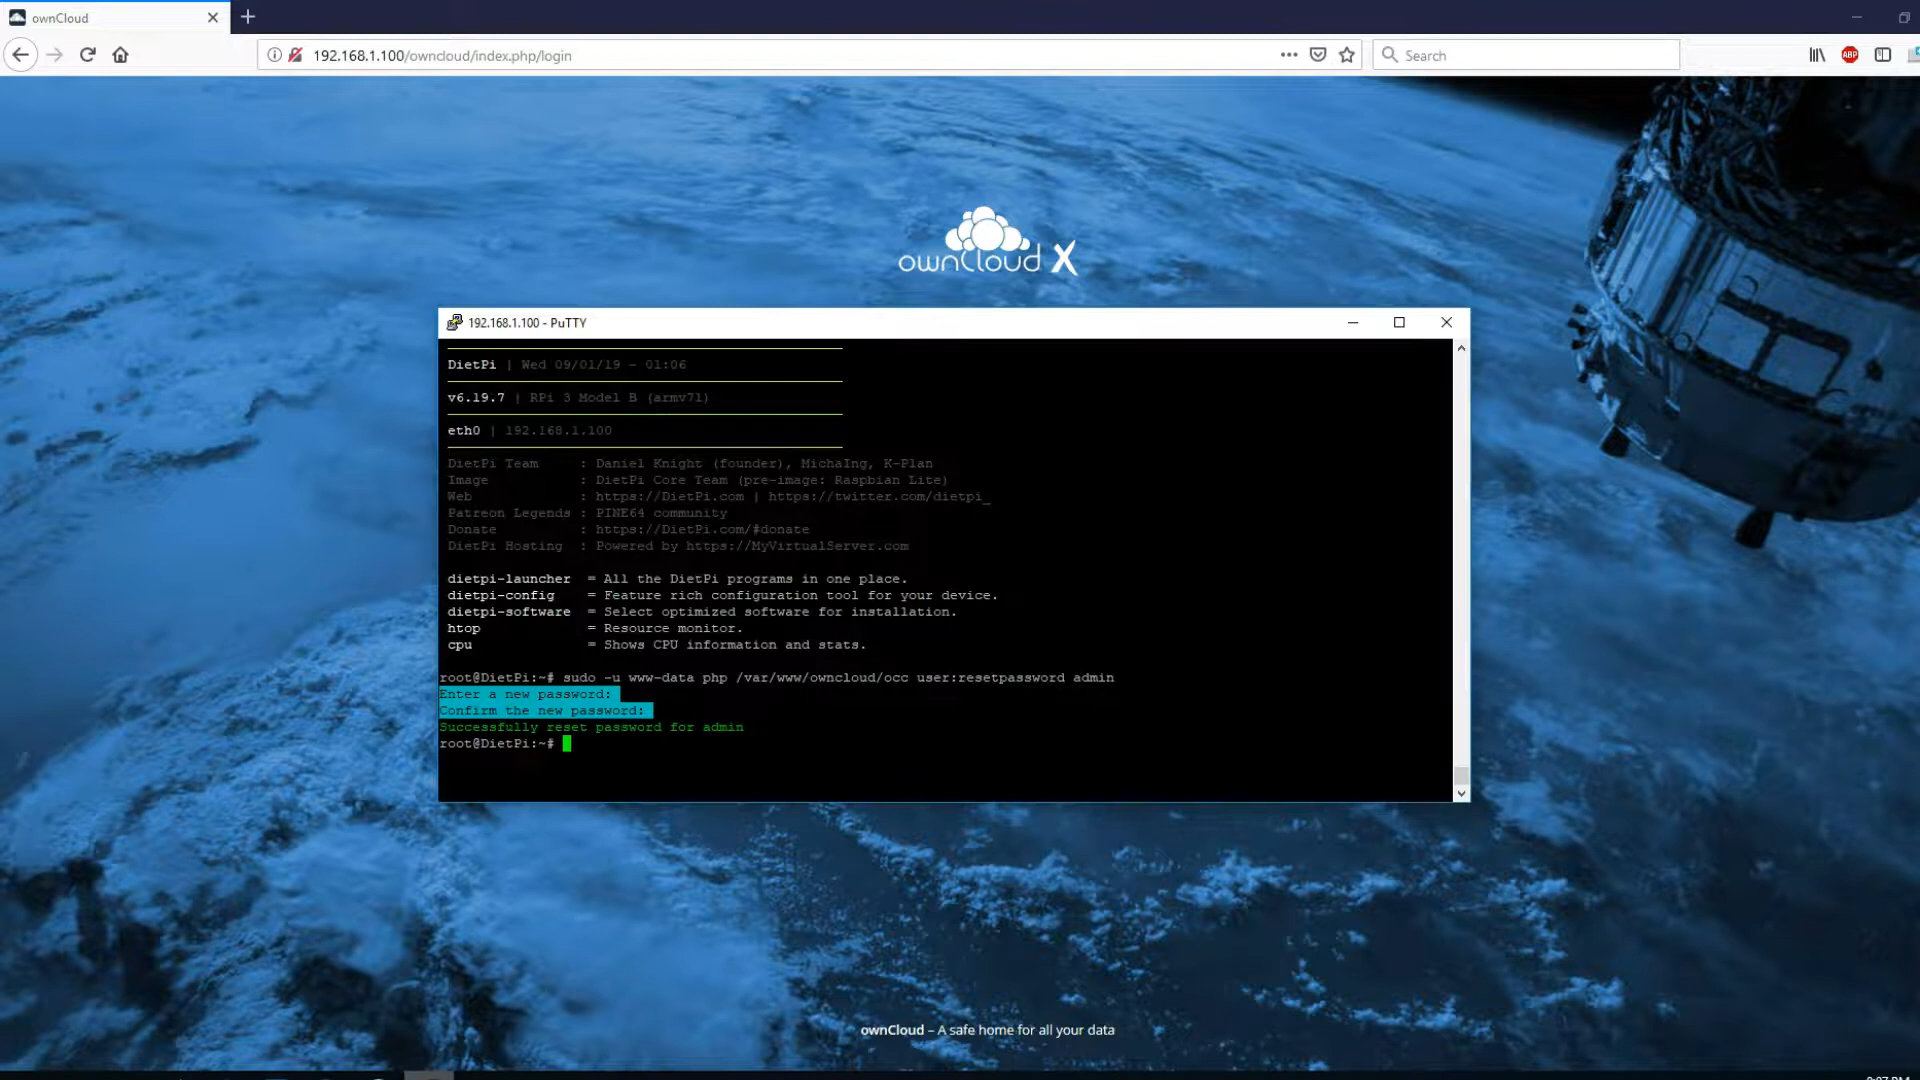 ownCloud
192.168.1.100/owncloud/index.php/login
Search
ABP
ownCloud X
192.168.1.100 - PuTTY
DietPi | Wed 09/01/19 - 01:06
v6.19.7 | RPi 3 Model B (armv7l)
eth0 | 192.168.1.100
DietPi Team : Daniel Knight (founder), MichaIng, K-Plan
Image : DietPi Core Team (pre-image: Raspbian Lite)
Web : https://DietPi.com | https://twitter.com/dietpi_
Patreon Legends : PINE64 community
Donate : https://DietPi.com/#donate
DietPi Hosting : Powered by https://MyVirtualServer.com
dietpi-launcher = All the DietPi programs in one place.
dietpi-config = Feature rich configuration tool for your device.
dietpi-software = Select optimized software for installation.
htop = Resource monitor.
cpu = Shows CPU information and stats.
root@DietPi:~# sudo -u www-data php /var/www/owncloud/occ user:resetpassword admin
Enter a new password:
Confirm the new password:
Successfully reset password for admin
root@DietPi:~#
ownCloud – A safe home for all your data